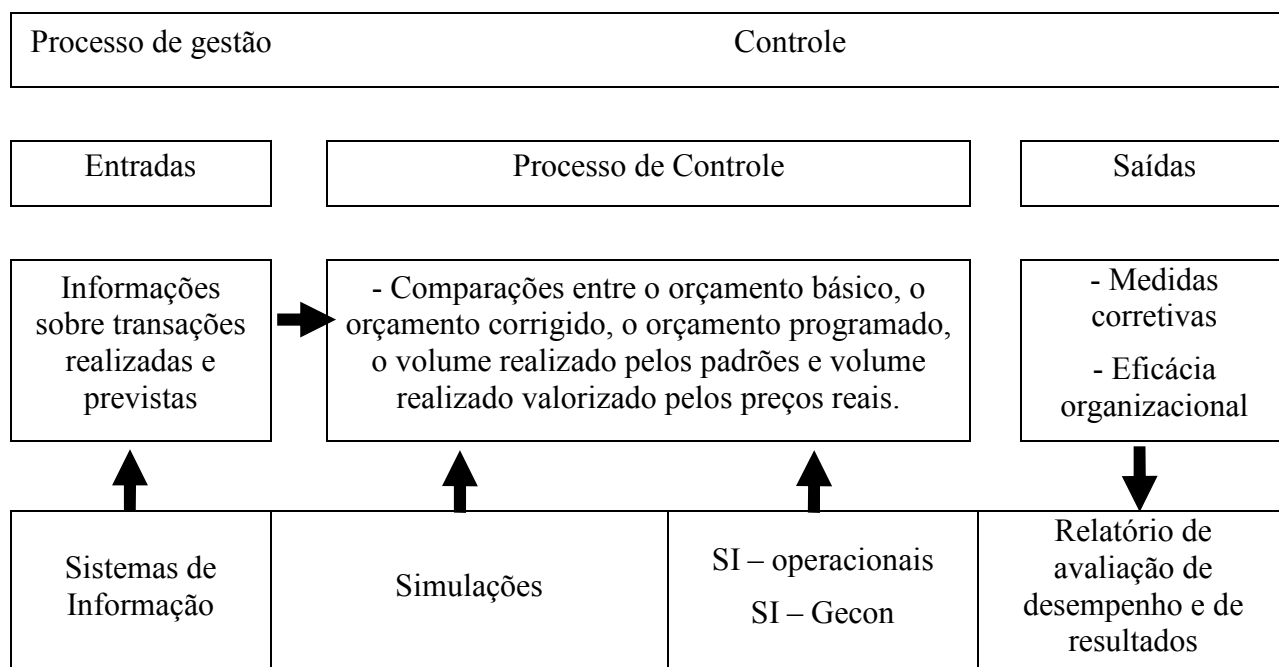 Processo de gestão
Controle
Entradas
Processo de Controle
Saídas
Informações
sobre transações
realizadas e
previstas
- Comparações entre o orçamento básico, o
orçamento corrigido, o orçamento programado,
o volume realizado pelos padrões e volume
realizado valorizado pelos preços reais.
- Medidas
corretivas
- Eficácia
organizacional
Sistemas de
Informação
Simulações
SI – operacionais
SI – Gecon
Relatório de
avaliação de
desempenho e de
resultados